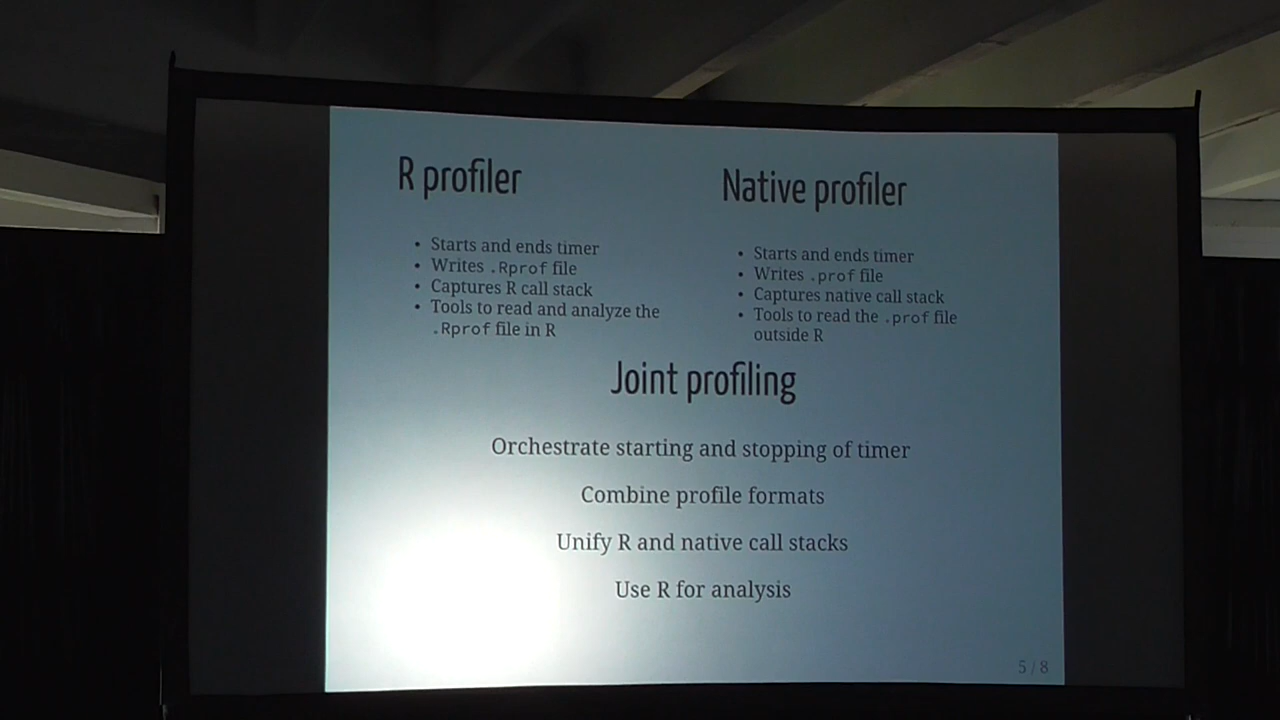 R profiler
• Starts and ends timer
• Writes .Rprof file
• Captures R call stack
• Tools to read and analyze the
.Rprof file in R
Native profiler
• Starts and ends timer
• Writes .prof file
• Captures native call stack
• Tools to read the .prof file
outside R
Joint profiling
Orchestrate starting and stopping of timer
Combine profile formats
Unify R and native call stacks
Use R for analysis
5 / 8